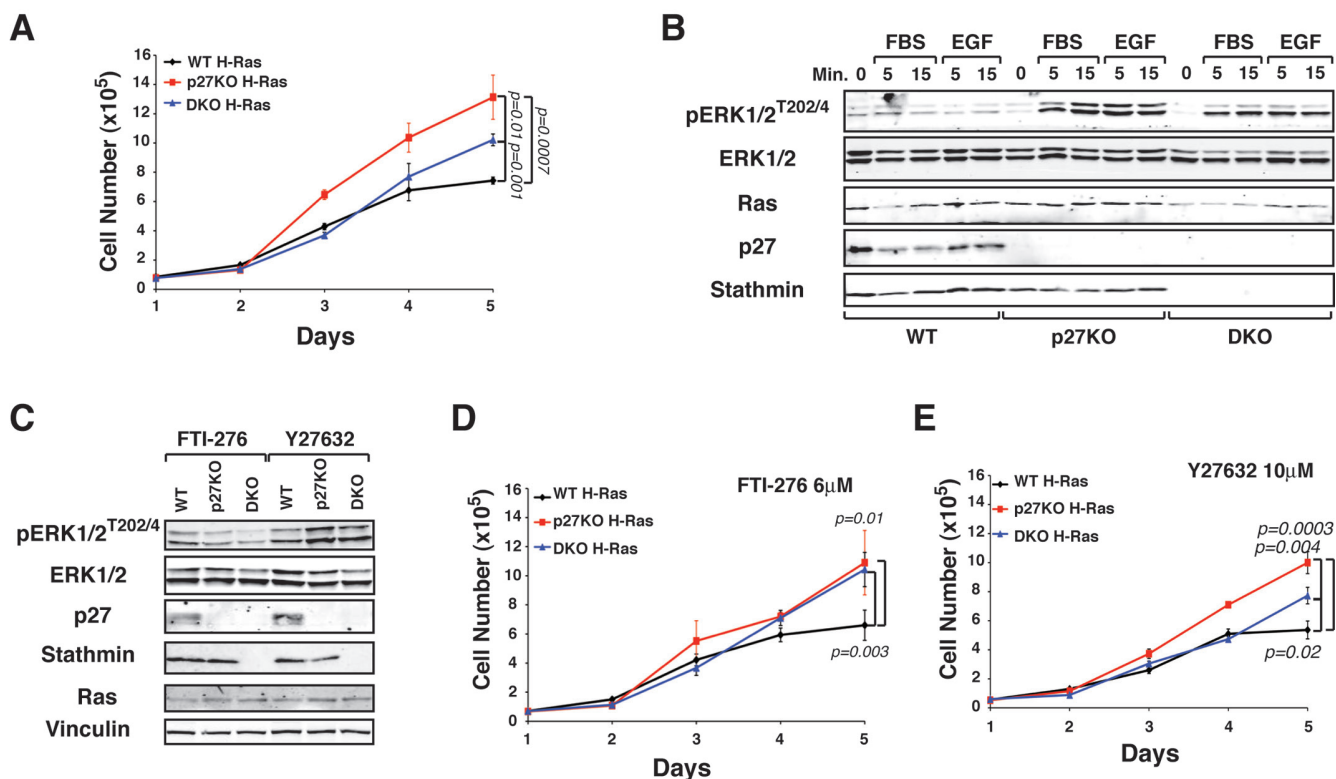 A
16
14
12
10
8
6
4
2
0
Cell Number (x10⁵)
WT H-Ras
p27KO H-Ras
DKO H-Ras
p=0.01
p=0.001
p=0.0007
1 2 3 4 5
Days
B
FBS EGF FBS EGF FBS EGF
Min. 0 5 15 5 15 0 5 15 5 15 0 5 15 5 15
pERK1/2ᵀ²⁰²/⁴
ERK1/2
Ras
p27
Stathmin
WT p27KO DKO
C
FTI-276 Y27632
WT p27KO DKO WT p27KO DKO
pERK1/2ᵀ²⁰²/⁴
ERK1/2
p27
Stathmin
Ras
Vinculin
D
FTI-276 6μM
16
14
12
10
8
6
4
2
0
Cell Number (x10⁵)
WT H-Ras
p27KO H-Ras
DKO H-Ras
p=0.01
p=0.003
1 2 3 4 5
Days
E
Y27632 10μM
16
14
12
10
8
6
4
2
0
Cell Number (x10⁵)
WT H-Ras
p27KO H-Ras
DKO H-Ras
p=0.0003
p=0.004
p=0.02
1 2 3 4 5
Days